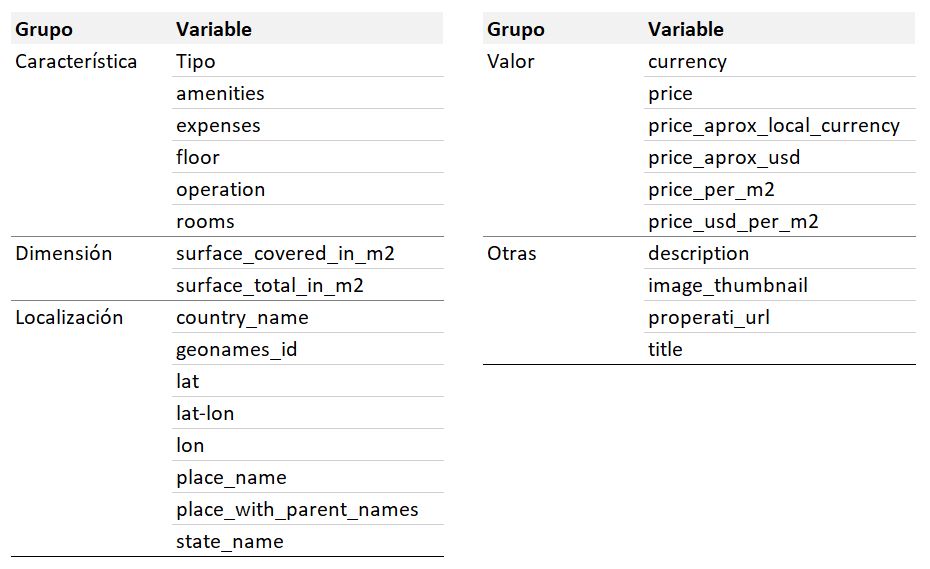 Grupo Variable
Característica Tipo
amenities
expenses
floor
operation
rooms
Dimensión surface_covered_in_m2
surface_total_in_m2
Localización country_name
geonames_id
lat
lat-lon
lon
place_name
place_with_parent_names
state_name
Grupo Variable
Valor currency
price
price_aprox_local_currency
price_aprox_usd
price_per_m2
price_usd_per_m2
Otras description
image_thumbnail
properati_url
title